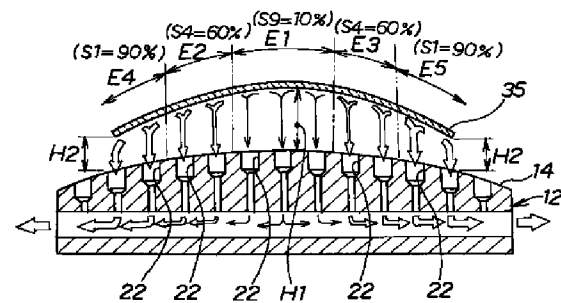 (S4=60%) (S9=10%) (S4=60%)
(S1=90%) E2 E1 E3 (S1=90%)
E4 E5
35
H2 H2
14
12
22 22 22 H1 22 22